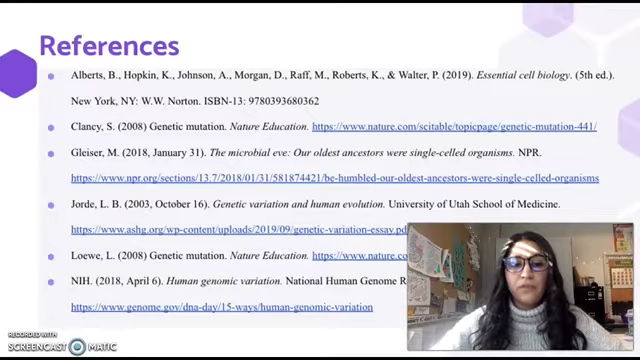 References
Alberts, B., Hopkin, K., Johnson, A., Morgan, D., Raff, M., Roberts, K., & Walter, P. (2019). Essential cell biology. (5th ed.).
New York, NY: W.W. Norton. ISBN-13: 9780393680362
Clancy, S. (2008) Genetic mutation. Nature Education. https://www.nature.com/scitable/topicpage/genetic-mutation-441/
Gleiser, M. (2018, January 31). The microbial eve: Our oldest ancestors were single-celled organisms. NPR.
https://www.npr.org/sections/13.7/2018/01/31/581874421/be-humbled-our-oldest-ancestors-were-single-celled-organisms
Jorde, L. B. (2003, October 16). Genetic variation and human evolution. University of Utah School of Medicine.
https://www.ashg.org/wp-content/uploads/2019/09/genetic-variation-essay.pdf
Loewe, L. (2008) Genetic mutation. Nature Education. https://www.nature.co
NIH. (2018, April 6). Human genomic variation. National Human Genome R
https://www.genome.gov/dna-day/15-ways/human-genomic-variation
RECORDED WITH
SCREENCAST MATIC